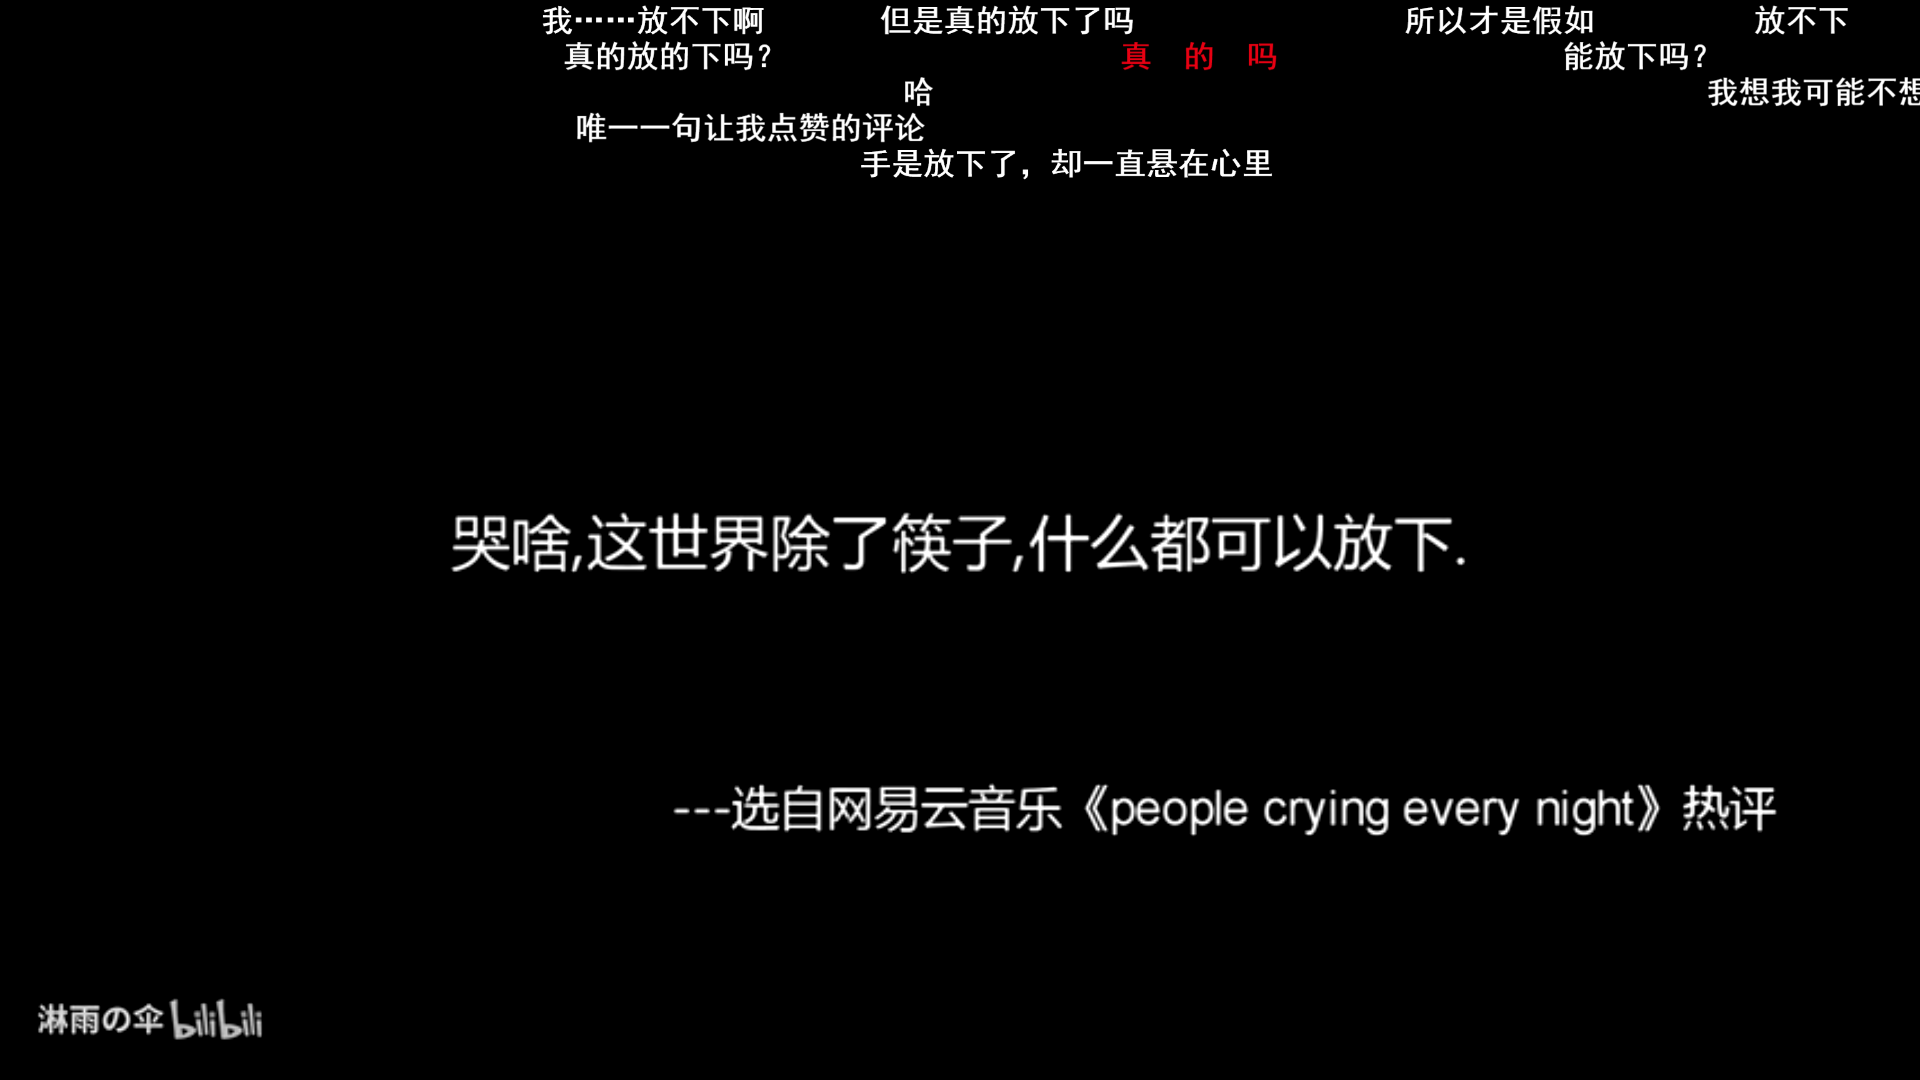 我……放不下啊 但是真的放下了吗 所以才是假如 放不下
真的放的下吗？ 真 的 吗 能放下吗？
哈 我想我可能不想
唯一一句让我点赞的评论
手是放下了，却一直悬在心里
哭啥,这世界除了筷子,什么都可以放下.
---选自网易云音乐《people crying every night》热评
淋雨の伞 bilibili